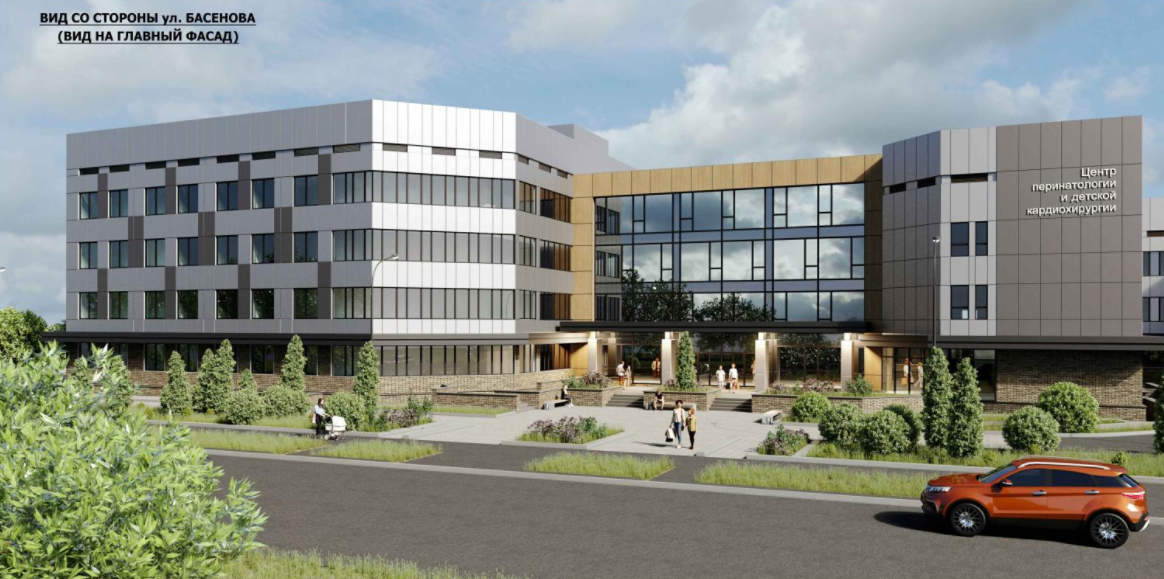 ВИД СО СТОРОНЫ ул. БАСЕНОВА
(ВИД НА ГЛАВНЫЙ ФАСАД)
Центр
перинатологии
и детской
кардиохирургии